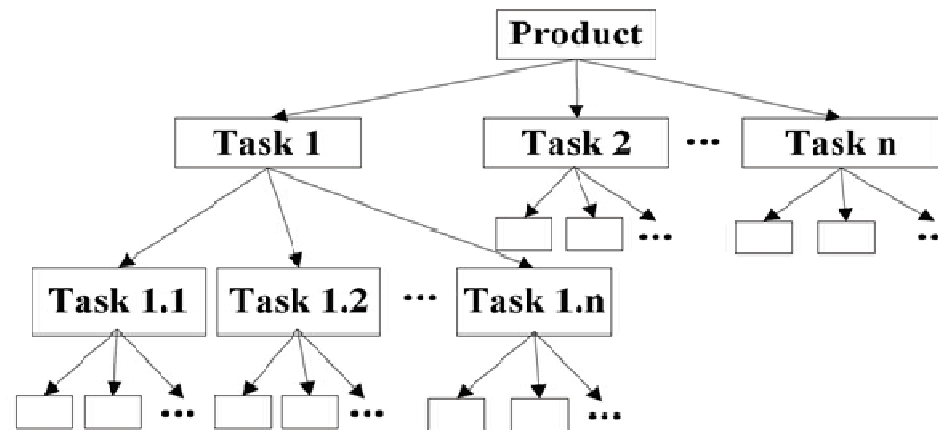 Product
Task 1
Task 2
...
Task n
...
...
Task 1.1
Task 1.2
...
Task 1.n
...
...
...